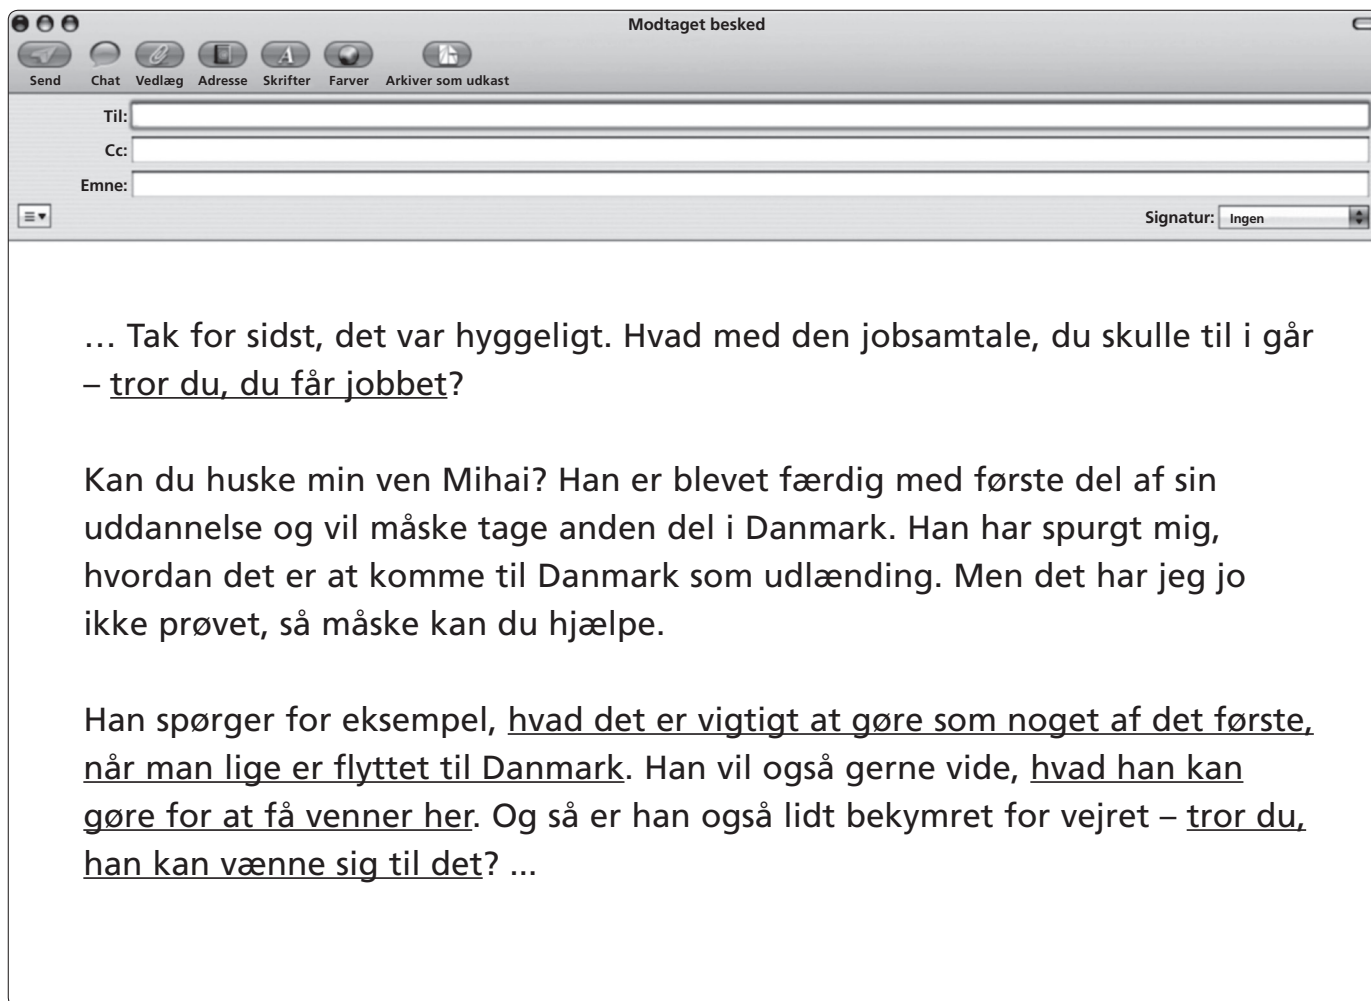 Modtaget besked
Send Chat Vedlæg Adresse Skrifter Farver Arkiver som udkast
Til:
Cc:
Emne:
Signatur: Ingen
… Tak for sidst, det var hyggeligt. Hvad med den jobsamtale, du skulle til i går
– tror du, du får jobbet?
Kan du huske min ven Mihai? Han er blevet færdig med første del af sin
uddannelse og vil måske tage anden del i Danmark. Han har spurgt mig,
hvordan det er at komme til Danmark som udlænding. Men det har jeg jo
ikke prøvet, så måske kan du hjælpe.
Han spørger for eksempel, hvad det er vigtigt at gøre som noget af det første,
når man lige er flyttet til Danmark. Han vil også gerne vide, hvad han kan
gøre for at få venner her. Og så er han også lidt bekymret for vejret – tror du,
han kan vænne sig til det? ...